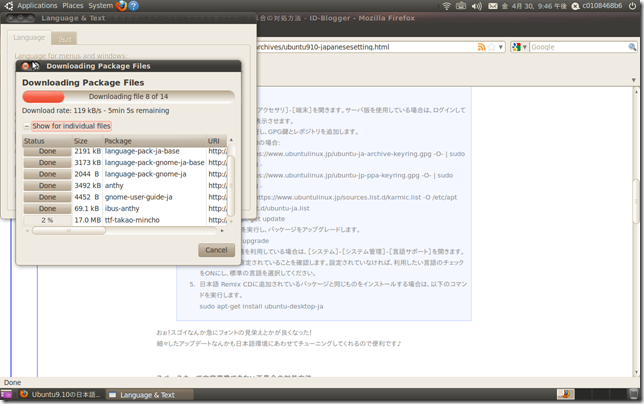 Applications Places System
金 4月 30, 9:46 午後 c0108468b6
Language & Text
合の対処方法 - ID-Blogger - Mozilla Firefox
Language Text
Language for menus and windows:
archives/ubuntu910-japanesesetting.html
Google
Downloading Package Files
Downloading Package Files
Downloading file 8 of 14
Download rate: 119 kB/s - 5min 5s remaining
Show for individual files
Status Size Package URI
Done 2191 kB language-pack-ja-base http:/
Done 3173 kB language-pack-gnome-ja-base http:/
Done 2044 B language-pack-gnome-ja http:/
Done 3492 kB anthy http:/
Done 4452 B gnome-user-guide-ja http:/
Done 69.1 kB ibus-anthy http:/
2 % 17.0 MB ttf-takao-mincho http:/
Cancel
アクセサリ]-[端末]を開きます。サーバ版を使用している場合は、ログインして
表示させます。
し、GPG鍵とレポジトリを追加します。
の場合:
www.ubuntulinux.jp/ubuntu-ja-archive-keyring.gpg -O- | sudo
-
www.ubuntulinux.jp/ubuntu-jp-ppa-keyring.gpg -O- | sudo
-
www.ubuntulinux.jp/sources.list.d/karmic.list -O /etc/apt
t.d/ubuntu-ja.list
get update
を実行し、パッケージをアップグレードします。
upgrade
を利用している場合は、[システム]-[システム管理]-[言語サポート]を開きます。
定されていることを確認します。設定されていなければ、利用したい言語のチェック
をONにし、標準の言語を選択してください。
5. 日本語 Remix CDに追加されているパッケージと同じものをインストールする場合は、以下のコマン
ドを実行します。
sudo apt-get install ubuntu-desktop-ja
おぉ!スゴイなんか急にフォントの見栄えとかが良くなった!
細々したアップデートなんかも日本語環境にあわせてチューニングしてくれるので便利です♪
Done
Ubuntu9.10の日本語...
Language & Text